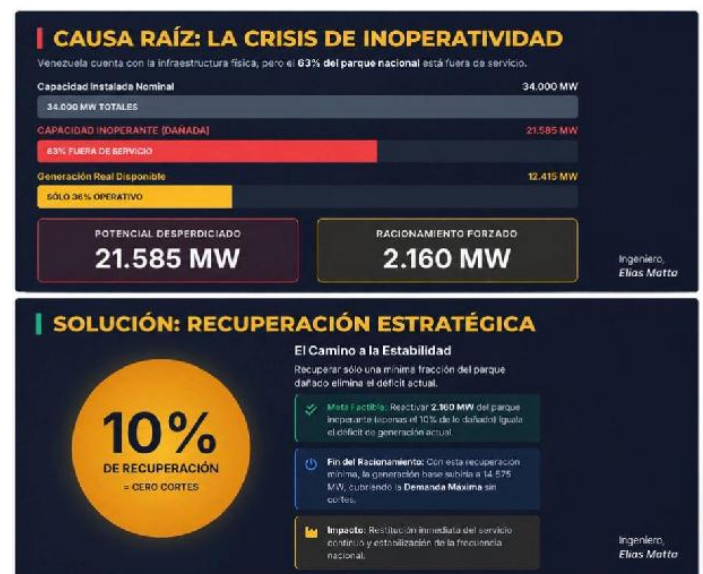 CAUSA RAÍZ: LA CRISIS DE INOPERATIVIDAD
Venezuela cuenta con la infraestructura física, pero el 63% del parque nacional está fuera de servicio.
Capacidad Instalada Nominal 34.000 MW
34.000 MW TOTALES
CAPACIDAD INOPERANTE (DAÑADA) 21.585 MW
63% FUERA DE SERVICIO
Generación Real Disponible 12.415 MW
SÓLO 36% OPERATIVO
POTENCIAL DESPERDICIADO
21.585 MW
RACIONAMIENTO FORZADO
2.160 MW
Ingeniero,
Elias Matta
SOLUCIÓN: RECUPERACIÓN ESTRATÉGICA
10%
DE RECUPERACIÓN
= CERO CORTES
El Camino a la Estabilidad
Recuperar sólo una mínima fracción del parque
dañado elimina el déficit actual.
Meta Factible: Reactivar 2.160 MW del parque
inoperante (apenas el 10% de lo dañado) iguala
el déficit de generación actual.
Fin del Racionamiento: Con esta recuperación
mínima, la generación base subiría a 14.575
MW, cubriendo la Demanda Máxima sin
cortes.
Impacto: Restitución inmediata del servicio
continuo y estabilización de la frecuencia
nacional.
Ingeniero,
Elias Matta